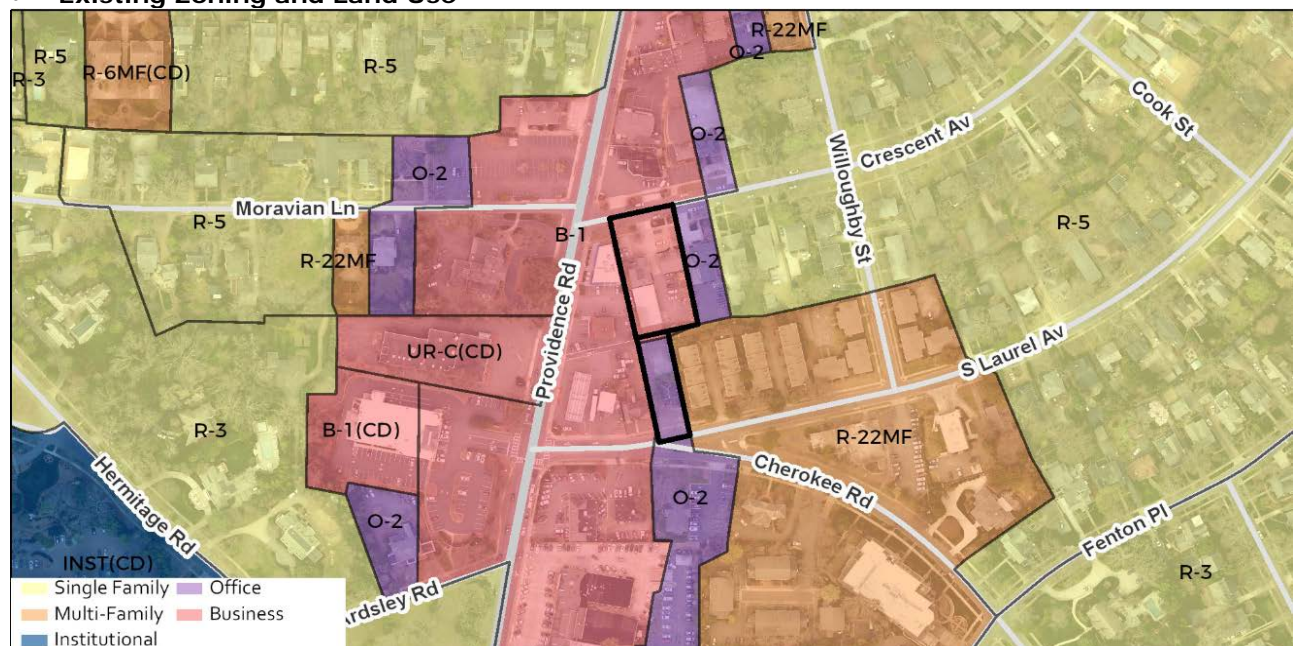 Existing Zoning and Land Use
R-5
R-3
R-6MF(CD)
R-5
R-22MF
O-2
Cook St
O-2
Crescent Av
Willoughby St
O-2
Moravian Ln
R-5
R-22MF
B-1
O-2
R-5
Providence Rd
UR-C(CD)
S Laurel Av
R-3
B-1(CD)
R-22MF
Cherokee Rd
Hermitage Rd
O-2
O-2
Fenton Pl
R-3
INST(CD)
Ardsley Rd
Single Family
Office
Multi-Family
Business
Institutional